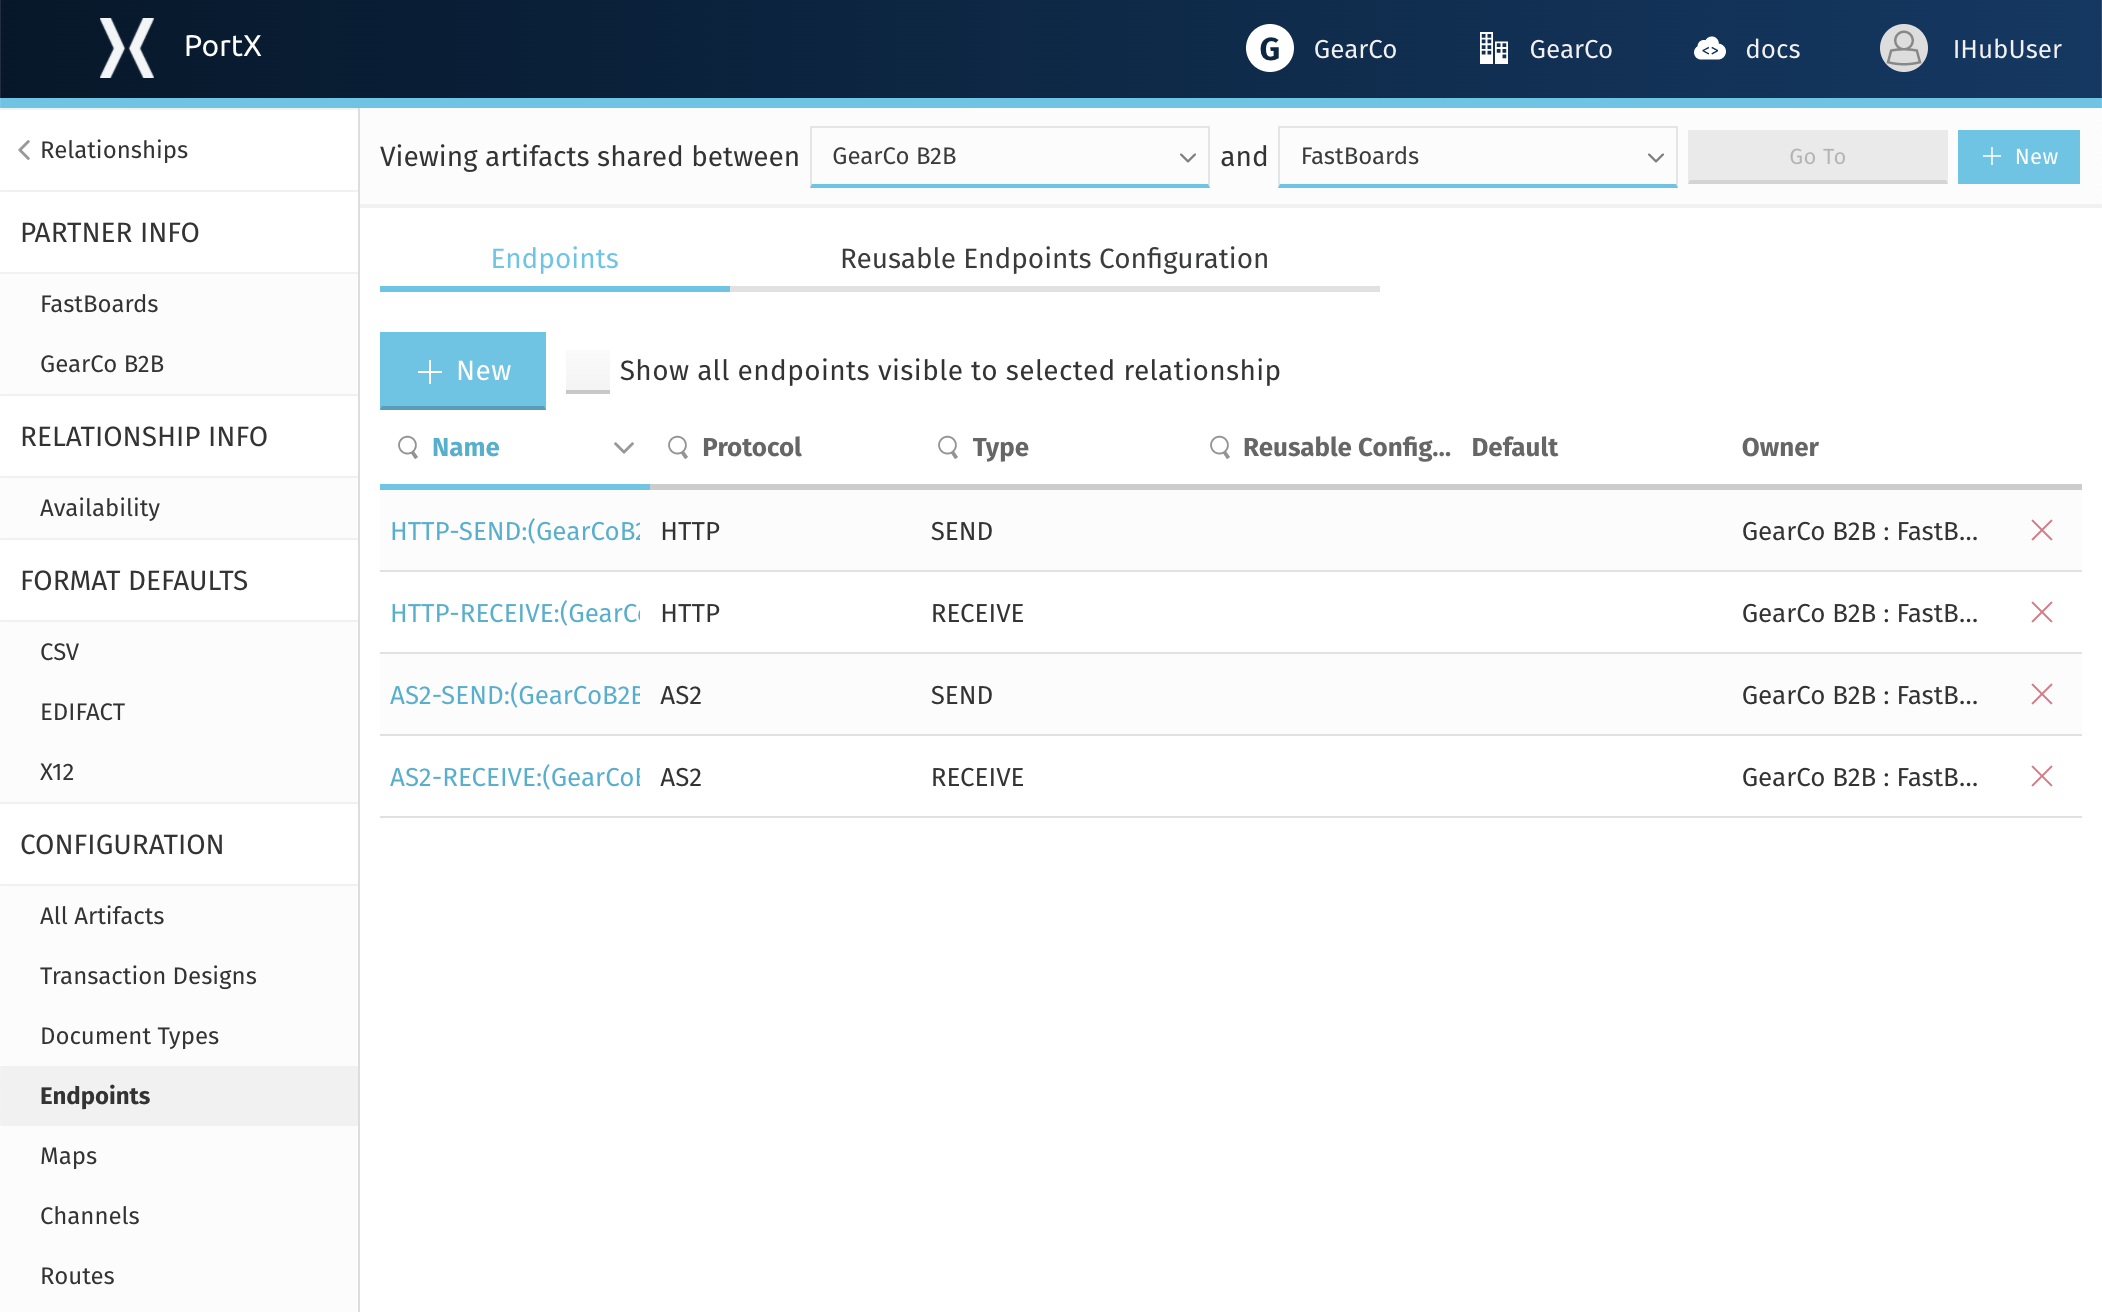 PortX
G GearCo GearCo docs IHubUser
Relationships
PARTNER INFO
FastBoards
GearCo B2B
RELATIONSHIP INFO
Availability
FORMAT DEFAULTS
CSV
EDIFACT
X12
CONFIGURATION
All Artifacts
Transaction Designs
Document Types
Endpoints
Maps
Channels
Routes
Viewing artifacts shared between GearCo B2B and FastBoards Go To + New
Endpoints Reusable Endpoints Configuration
+ New Show all endpoints visible to selected relationship
Name Protocol Type Reusable Config... Default Owner
HTTP-SEND:(GearCoB2 HTTP SEND GearCo B2B : FastB...
HTTP-RECEIVE:(GearCo HTTP RECEIVE GearCo B2B : FastB...
AS2-SEND:(GearCoB2B AS2 SEND GearCo B2B : FastB...
AS2-RECEIVE:(GearCoB AS2 RECEIVE GearCo B2B : FastB...